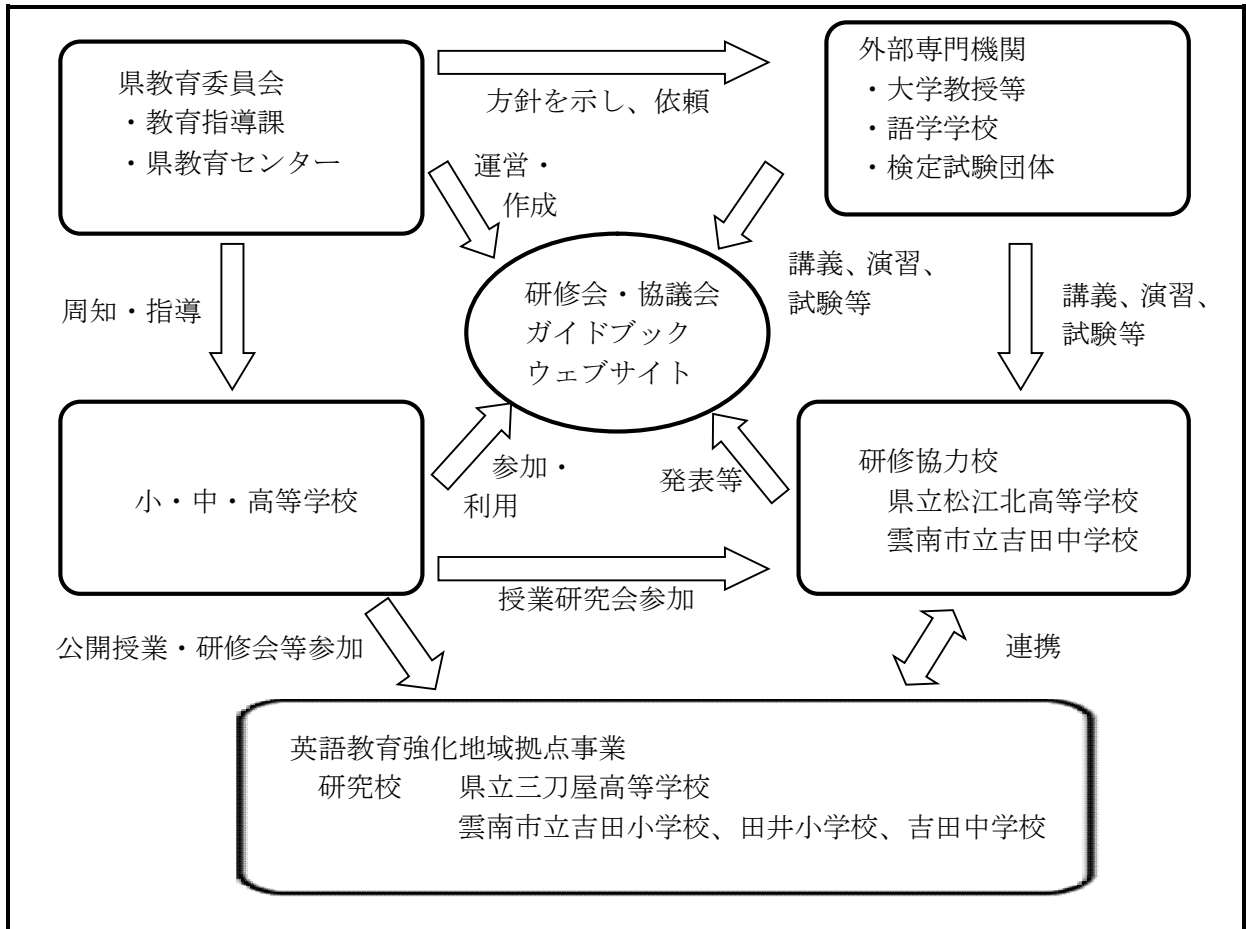 県教育委員会
・教育指導課
・県教育センター
方針を示し、依頼
外部専門機関
・大学教授等
・語学学校
・検定試験団体
運営・
作成
周知・指導
研修会・協議会
ガイドブック
ウェブサイト
講義、演習、
試験等
講義、演習、
試験等
小・中・高等学校
参加・
利用
発表等
研修協力校
県立松江北高等学校
雲南市立吉田中学校
授業研究会参加
公開授業・研修会等参加
連携
英語教育強化地域拠点事業
研究校　県立三刀屋高等学校
雲南市立吉田小学校、田井小学校、吉田中学校